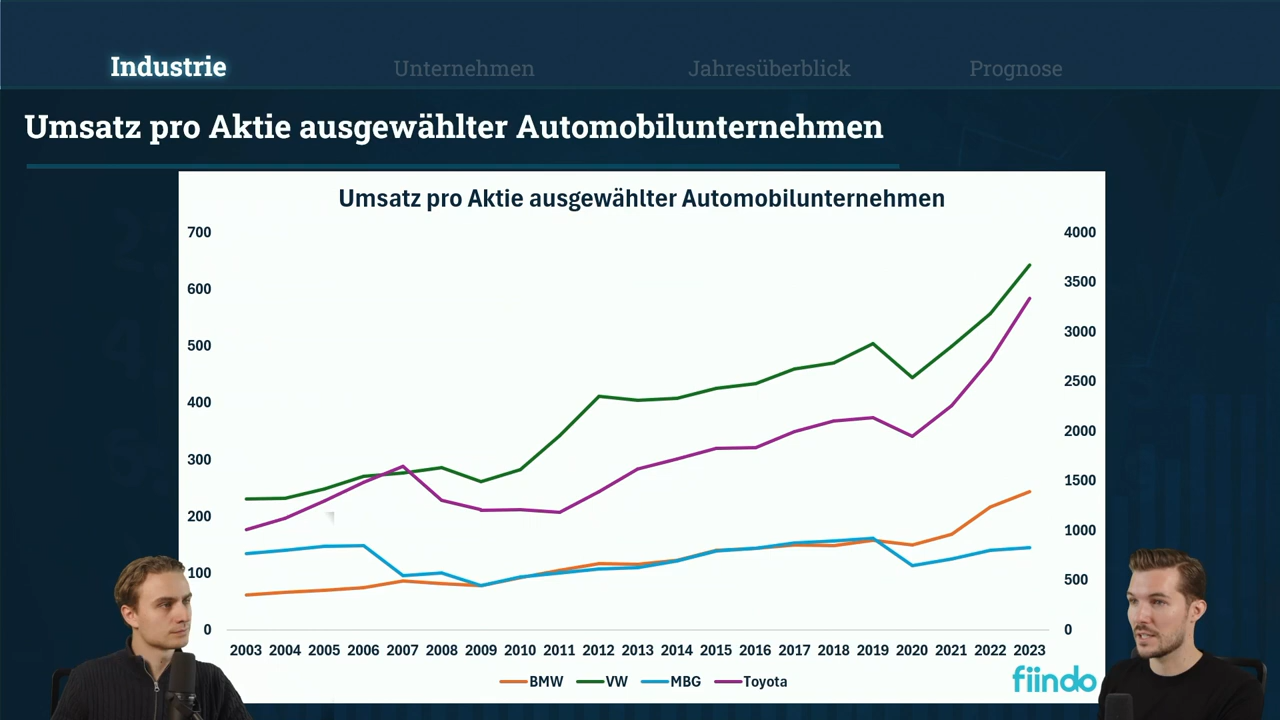 Industrie Unternehmen Jahresüberblick Prognose
Umsatz pro Aktie ausgewählter Automobilunternehmen
Umsatz pro Aktie ausgewählter Automobilunternehmen
700 4000
600 3500
500 3000
400 2500
300 2000
200 1500
100 1000
0 500
0
2003 2004 2005 2006 2007 2008 2009 2010 2011 2012 2013 2014 2015 2016 2017 2018 2019 2020 2021 2022 2023
BMW VW MBG Toyota
fiindo